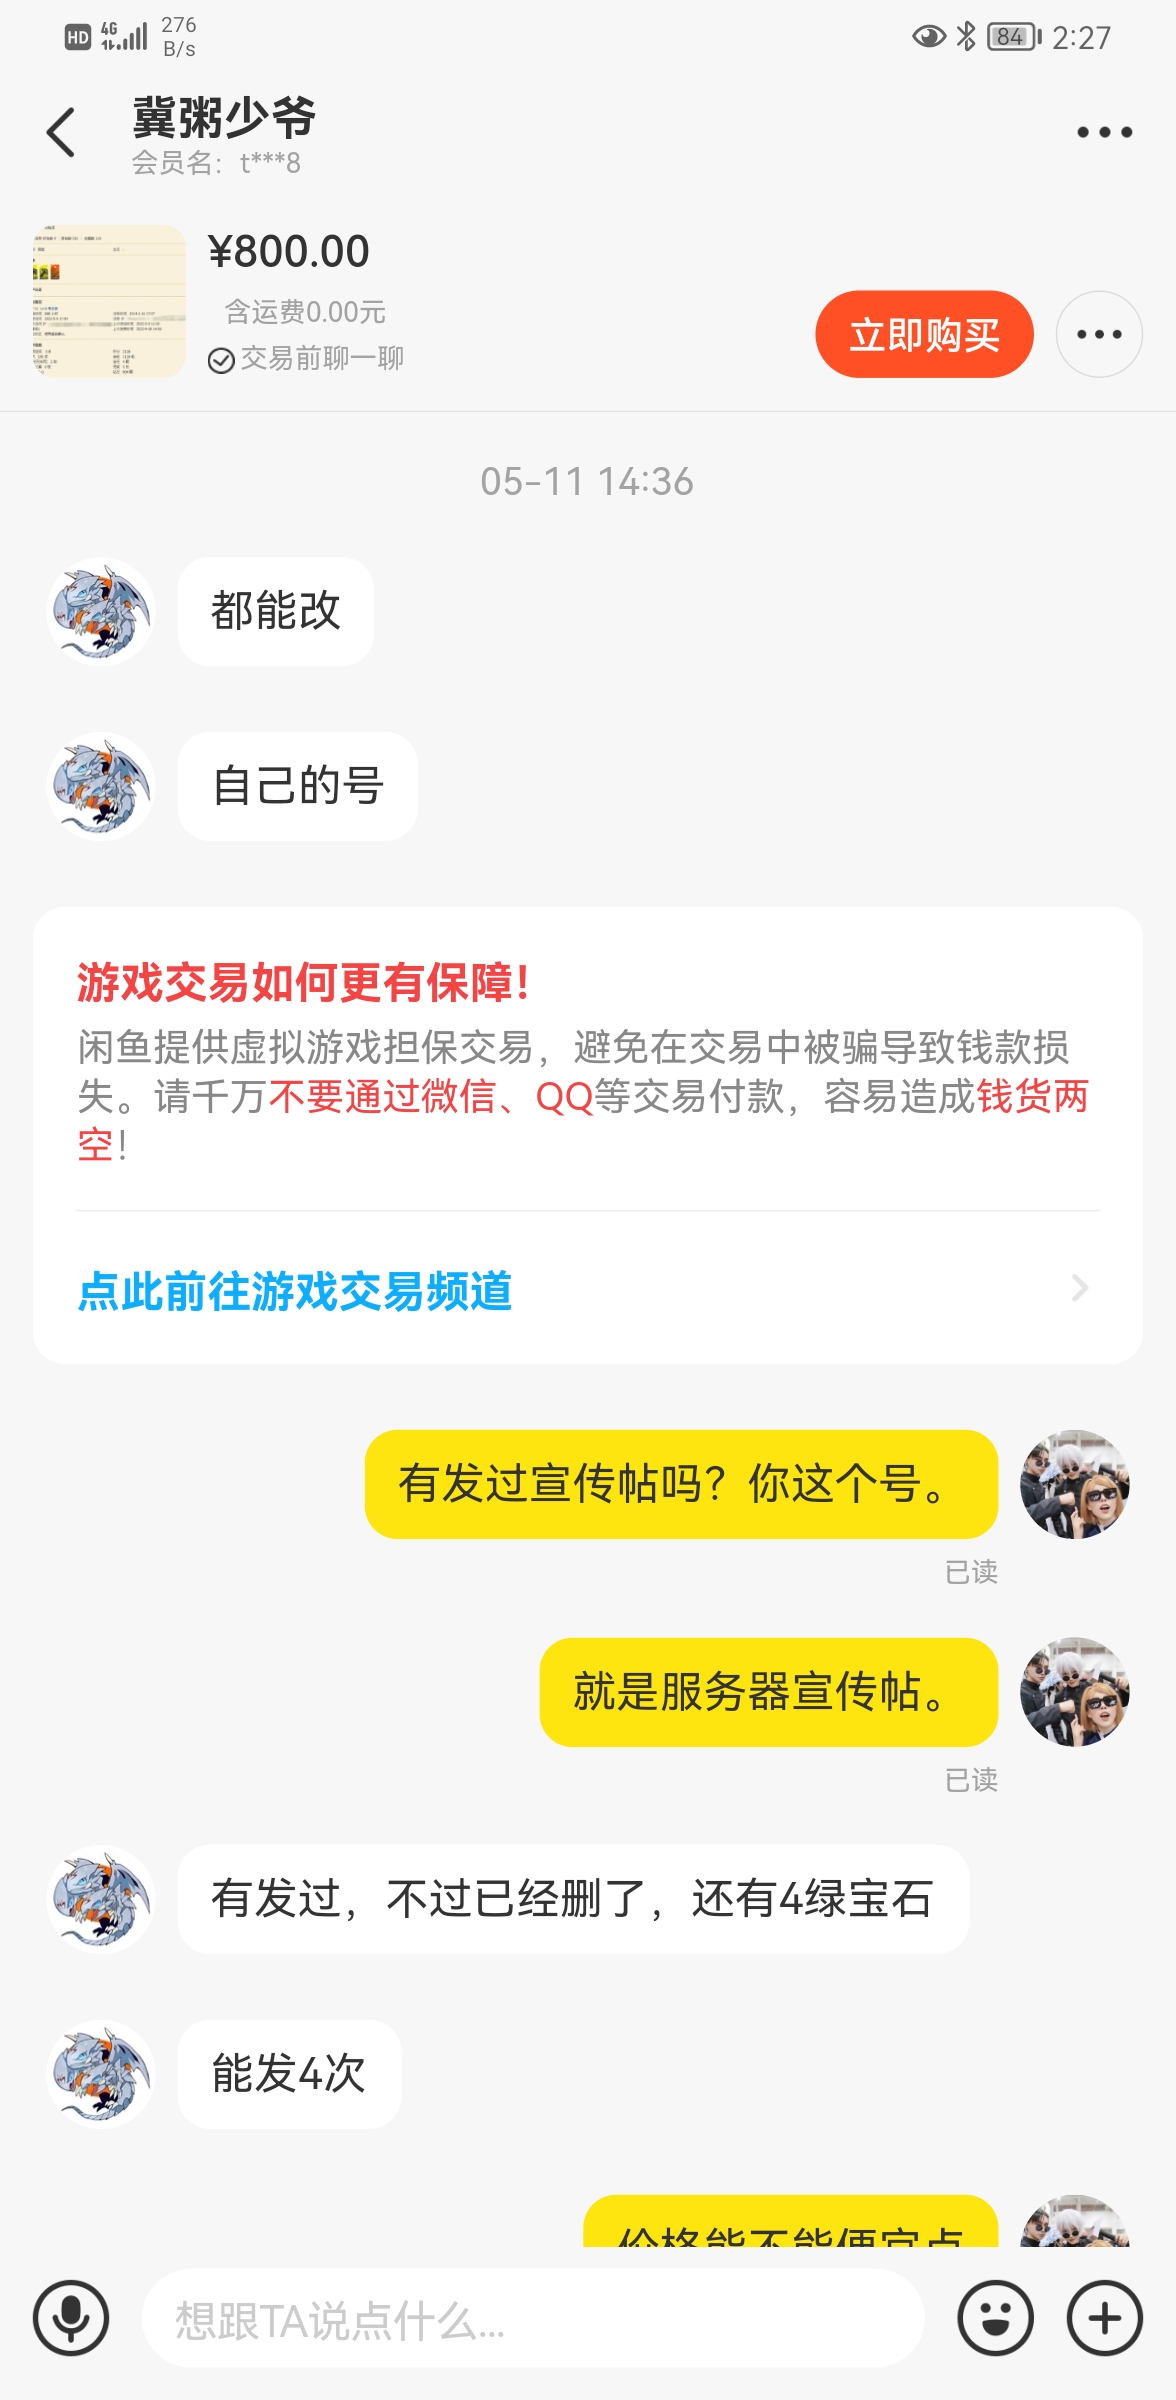 HD 4G 276 B/s 84 2:27
冀粥少爷
会员名：t***8
¥800.00
含运费0.00元
交易前聊一聊
立即购买
05-11 14:36
都能改
自己的号
游戏交易如何更有保障！
闲鱼提供虚拟游戏担保交易，避免在交易中被骗导致钱款损
失。请千万不要通过微信、QQ等交易付款，容易造成钱货两
空！
点此前往游戏交易频道
有发过宣传帖吗？你这个号。
已读
就是服务器宣传帖。
已读
有发过，不过已经删了，还有4绿宝石
能发4次
价格能不能便宜点
想跟TA说点什么...